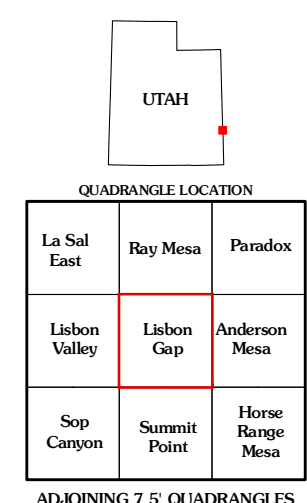 UTAH
QUADRANGLE LOCATION
La Sal East
Ray Mesa
Paradox
Lisbon Valley
Lisbon Gap
Anderson Mesa
Sop Canyon
Summit Point
Horse Range Mesa
ADJOINING 7.5' QUADRANGLES